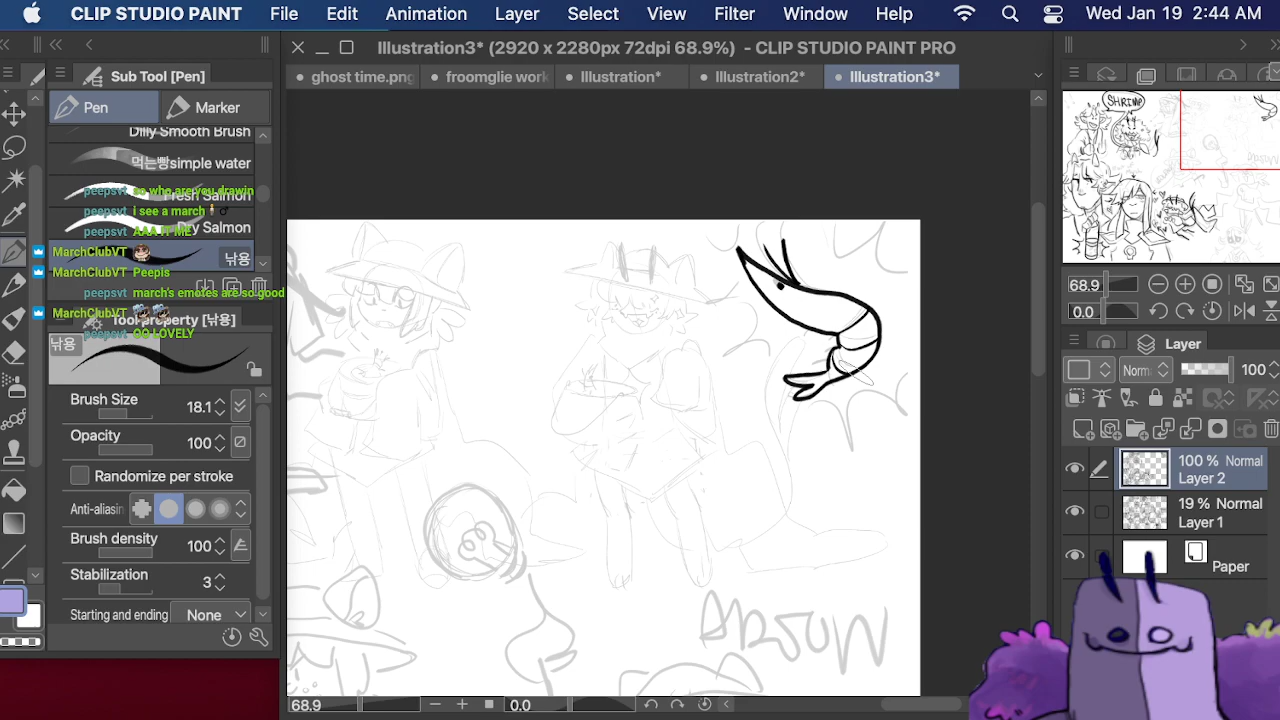 CLIP STUDIO PAINT File Edit Animation Layer Select View Filter Window Help Wed Jan 19 2:44 AM
Illustration3* (2920 x 2280px 72dpi 68.9%) - CLIP STUDIO PAINT PRO
ghost time.png froomglie work Illustration* Illustration2* Illustration3*
Sub Tool [Pen]
Pen Marker
Dilly Smooth Brush
먹는빵simple water
Fresh Salmon
Dry Salmon
낚용
peepsvt so who are you drawin
peepsvt i see a march
peepsvt AAA IT ME
MarchClubVT
MarchClubVT Peepis
peepsvt march's emotes are so good
MarchClubVT
peepsvt OO LOVELY
Tool property [낚용]
낚용
Brush Size 18.1
Opacity 100
Randomize per stroke
Anti-aliasin
Brush density 100
Stabilization 3
Starting and ending None
SHRIMP
ARSON
68.9 0.0
68.9
0.0
Layer
Norm 100
100 % Normal
Layer 2
19 % Normal
Layer 1
Paper